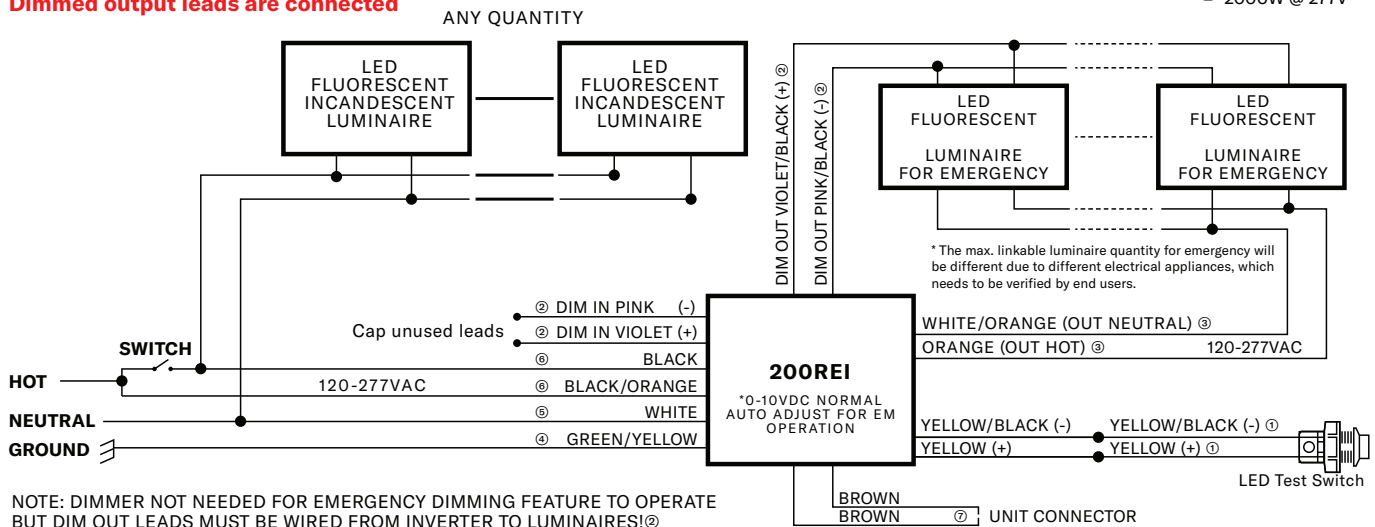 Dimmed output leads are connected
2000W @ 277V
ANY QUANTITY
LED
FLUORESCENT
INCANDESCENT
LUMINAIRE
LED
FLUORESCENT
INCANDESCENT
LUMINAIRE
DIM OUT VIOLET/BLACK (+) ②
DIM OUT PINK/BLACK (-) ②
LED
FLUORESCENT
LUMINAIRE
FOR EMERGENCY
LED
FLUORESCENT
LUMINAIRE
FOR EMERGENCY
* The max. linkable luminaire quantity for emergency will
be different due to different electrical appliances, which
needs to be verified by end users.
Cap unused leads
② DIM IN PINK (-)
② DIM IN VIOLET (+)
SWITCH
⑥ BLACK
HOT
120-277VAC
⑥ BLACK/ORANGE
NEUTRAL
⑤ WHITE
GROUND
④ GREEN/YELLOW
200REI
*0-10VDC NORMAL
AUTO ADJUST FOR EM
OPERATION
WHITE/ORANGE (OUT NEUTRAL) ③
ORANGE (OUT HOT) ③ 120-277VAC
YELLOW/BLACK (-) YELLOW/BLACK (-) ①
YELLOW (+) YELLOW (+) ①
LED Test Switch
BROWN
BROWN ⑦ UNIT CONNECTOR
NOTE: DIMMER NOT NEEDED FOR EMERGENCY DIMMING FEATURE TO OPERATE
BUT DIM OUT LEADS MUST BE WIRED FROM INVERTER TO LUMINAIRES!②